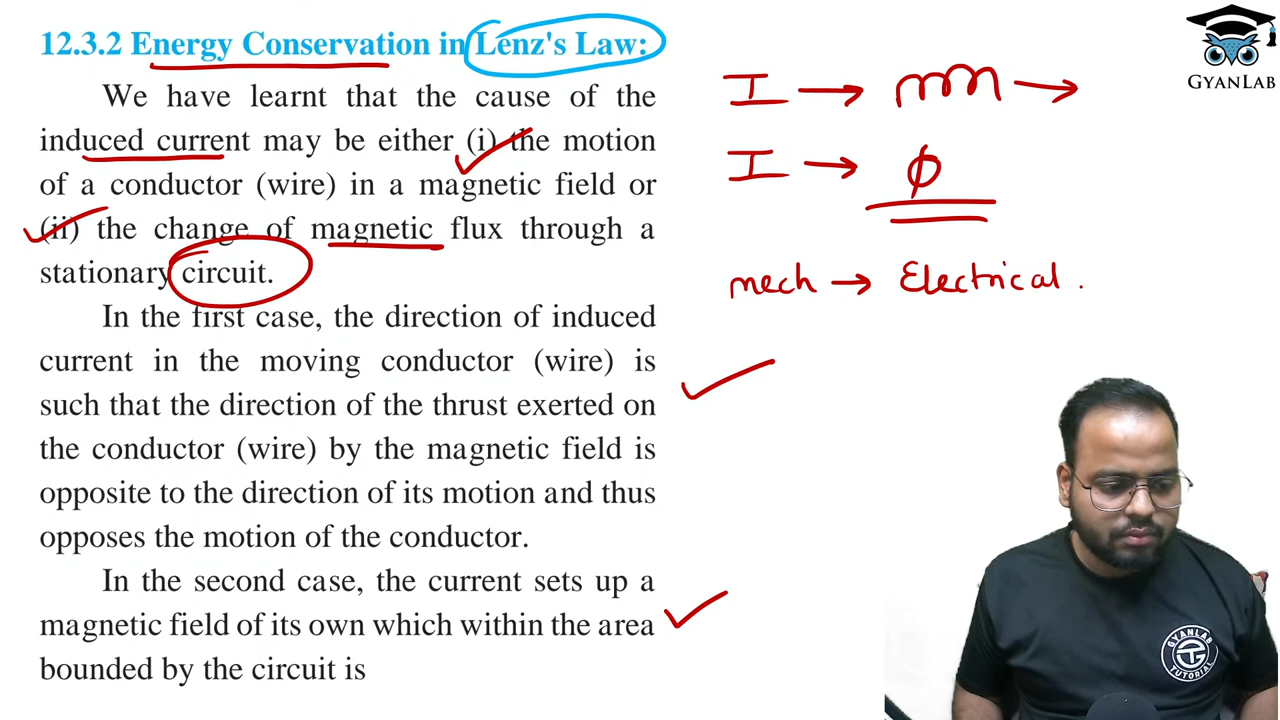 12.3.2 Energy Conservation in Lenz's Law:
We have learnt that the cause of the
induced current may be either (i) the motion
of a conductor (wire) in a magnetic field or
(ii) the change of magnetic flux through a
stationary circuit.
In the first case, the direction of induced
current in the moving conductor (wire) is
such that the direction of the thrust exerted on
the conductor (wire) by the magnetic field is
opposite to the direction of its motion and thus
opposes the motion of the conductor.
In the second case, the current sets up a
magnetic field of its own which within the area
bounded by the circuit is
I →
I → ϕ
mech → Electrical.
GYANLAB
GYANLAB
TUTORIAL